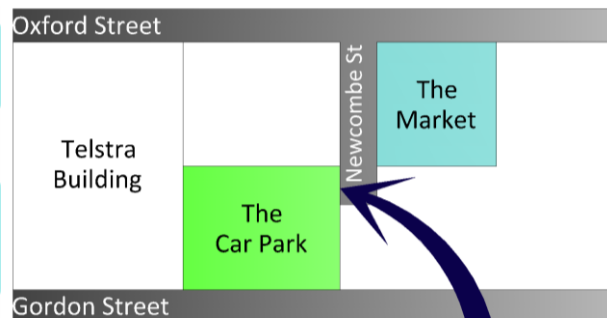 Oxford Street
Newcombe St
The
Market
Telstra
Building
The
Car Park
Gordon Street